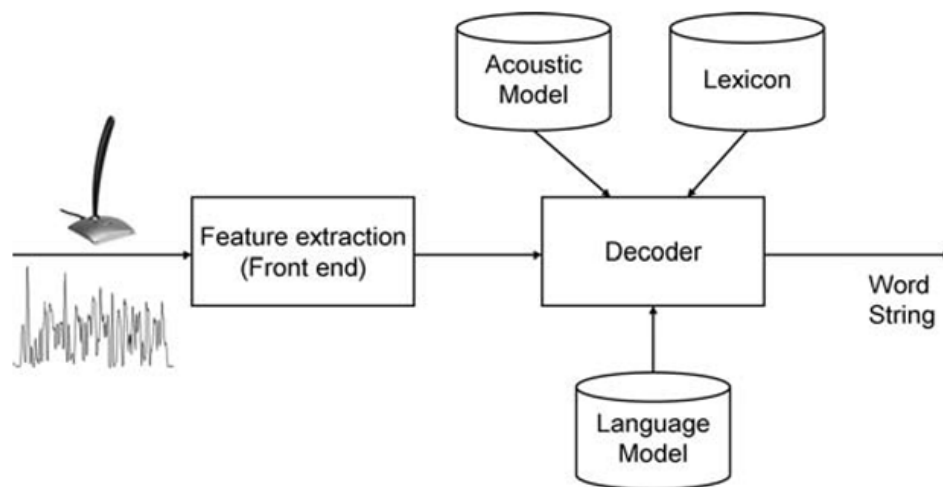 Acoustic
Model
Lexicon
Feature extraction
(Front end)
Decoder
Word
String
Language
Model